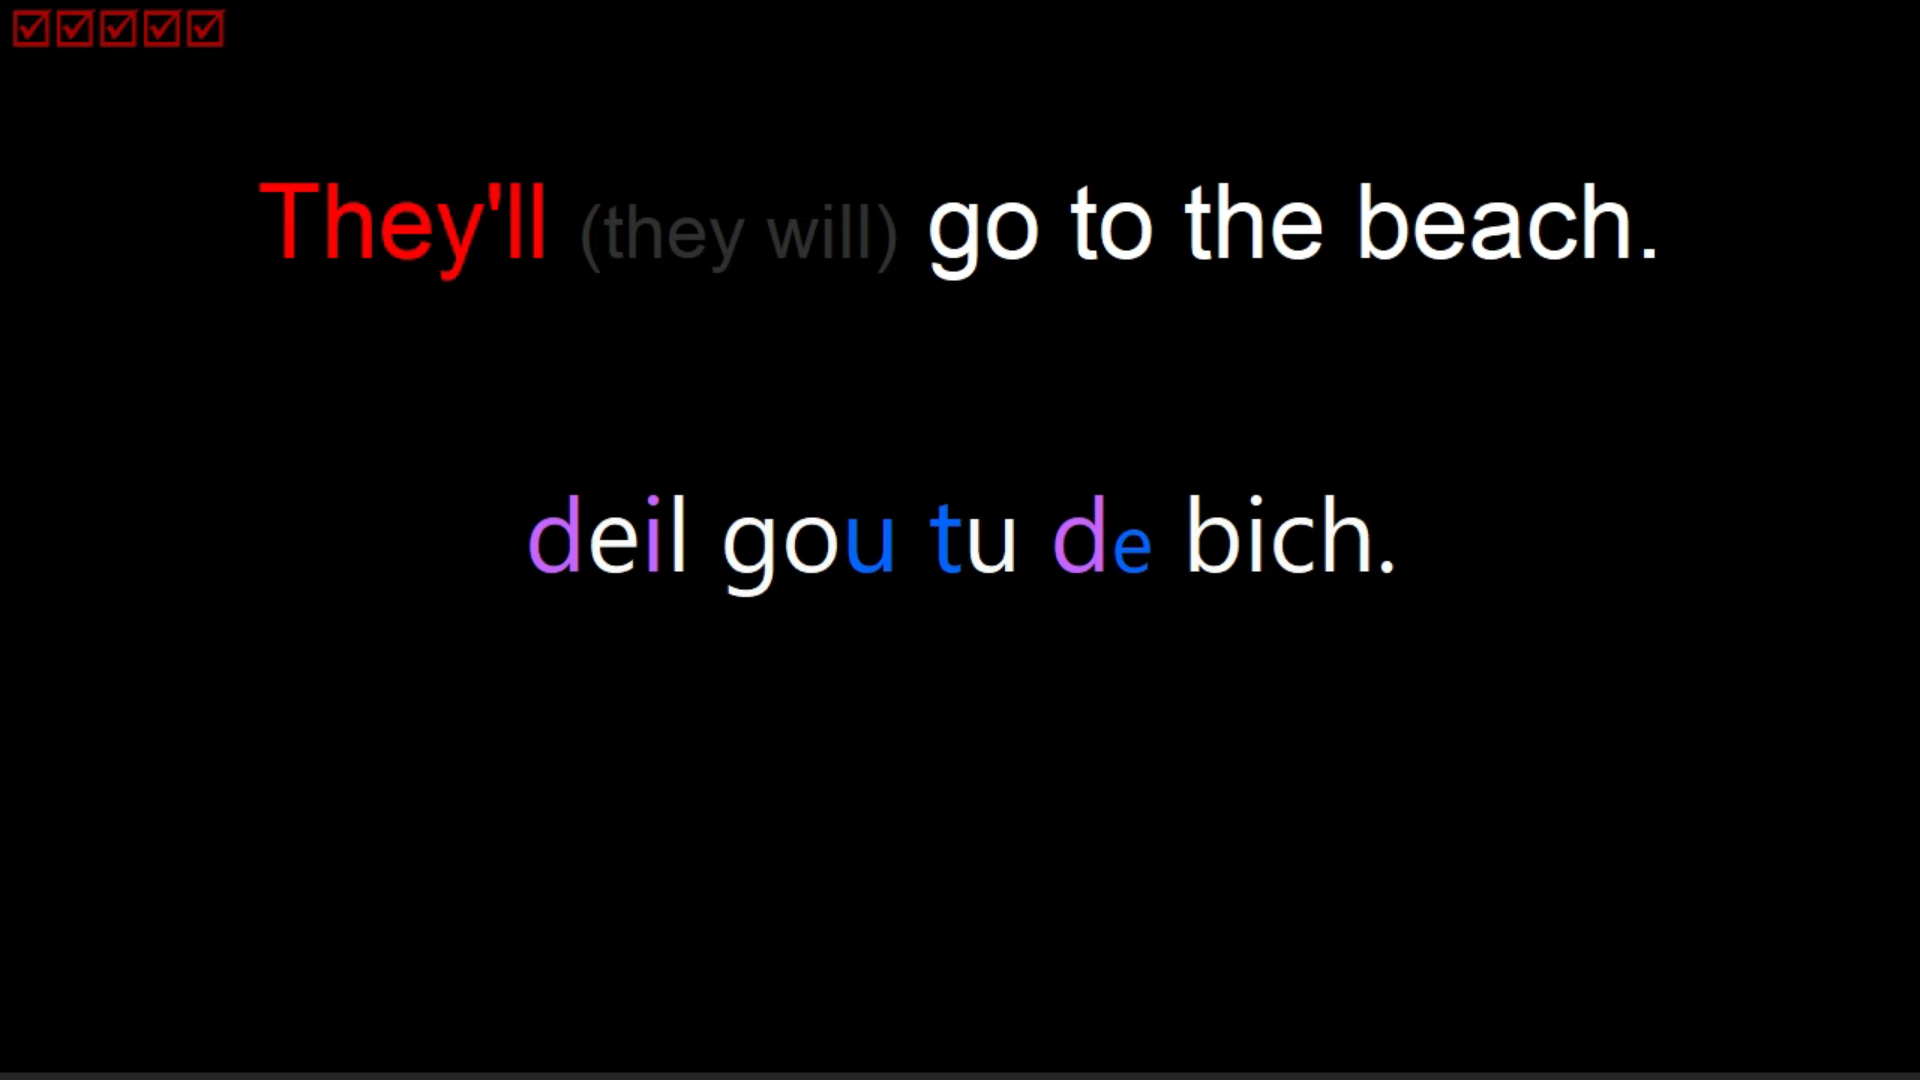 ☑☑☑☑☑
They'll (they will) go to the beach.
deil gou tu de bich.